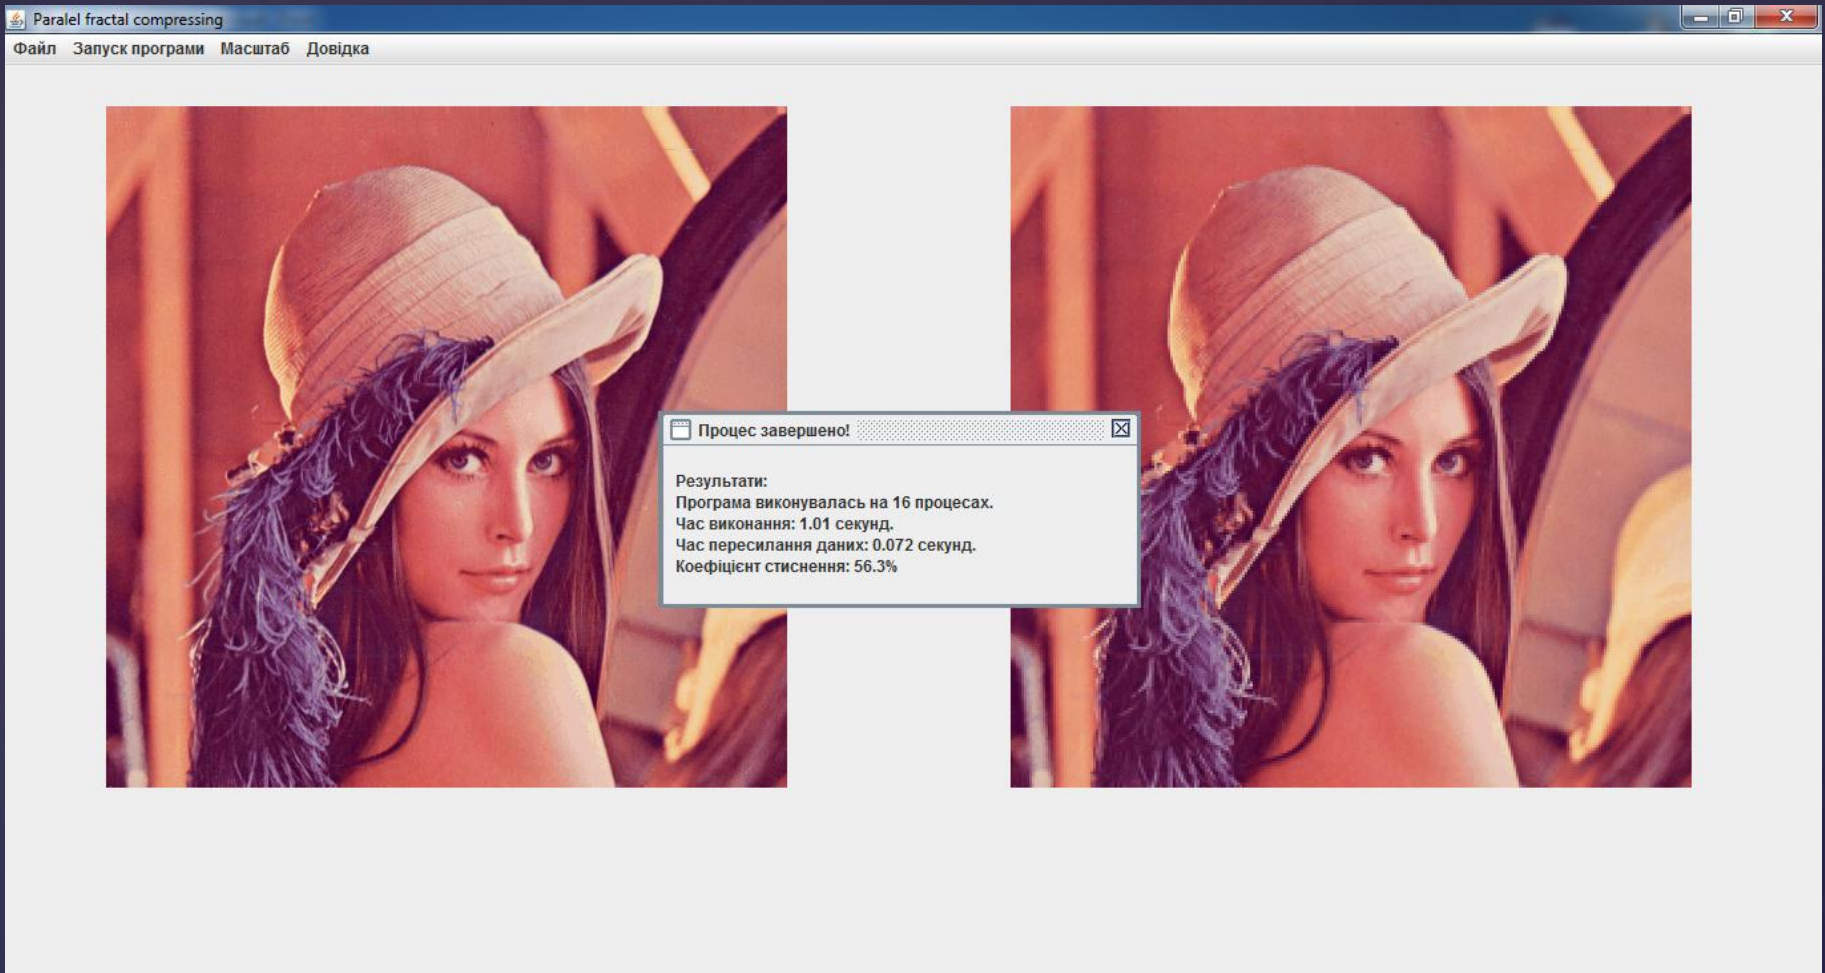 Paralel fractal compressing
Файл Запуск програми Масштаб Довідка
Процес завершено!
Результати:
Програма виконувалась на 16 процесах.
Час виконання: 1.01 секунд.
Час пересилання даних: 0.072 секунд.
Коефіцієнт стиснення: 56.3%